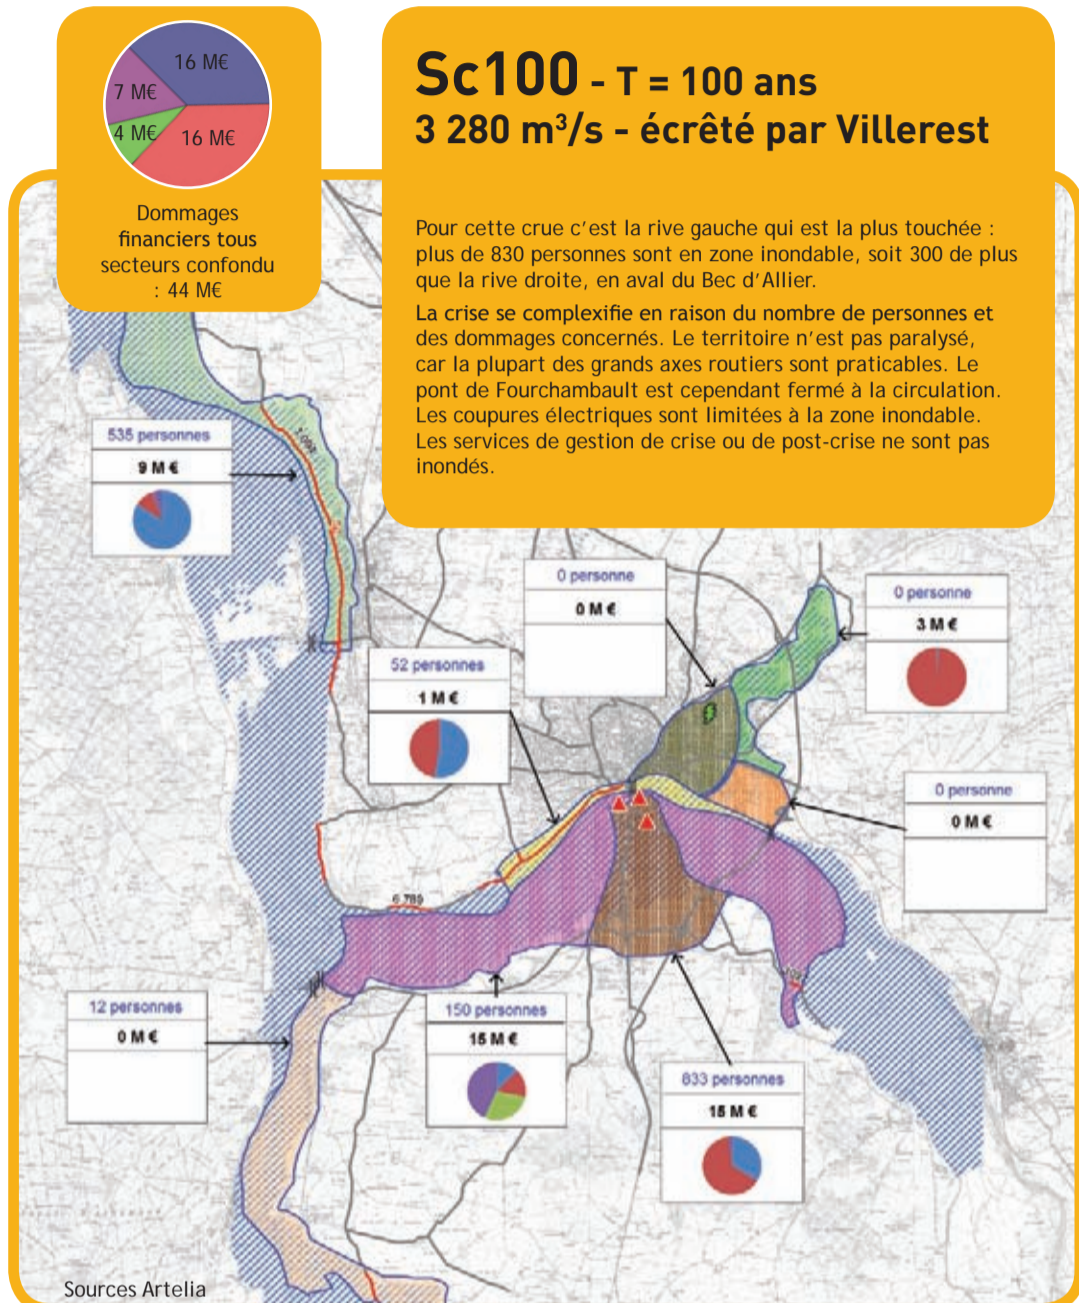 16 M€
7 M€
4 M€
16 M€
Dommages
financiers tous
secteurs confondu
: 44 M€
Sc100 - T = 100 ans
3 280 m³/s - écrêté par Villerest
Pour cette crue c’est la rive gauche qui est la plus touchée :
plus de 830 personnes sont en zone inondable, soit 300 de plus
que la rive droite, en aval du Bec d’Allier.
La crise se complexifie en raison du nombre de personnes et
des dommages concernés. Le territoire n’est pas paralysé,
car la plupart des grands axes routiers sont praticables. Le
pont de Fourchambault est cependant fermé à la circulation.
Les coupures électriques sont limitées à la zone inondable.
Les services de gestion de crise ou de post-crise ne sont pas
inondés.
535 personnes
9 M €
0 personne
0 M €
0 personne
3 M €
52 personnes
1 M €
0 personne
0 M €
6.789
12 personnes
0 M €
150 personnes
15 M €
833 personnes
15 M €
Sources Artelia